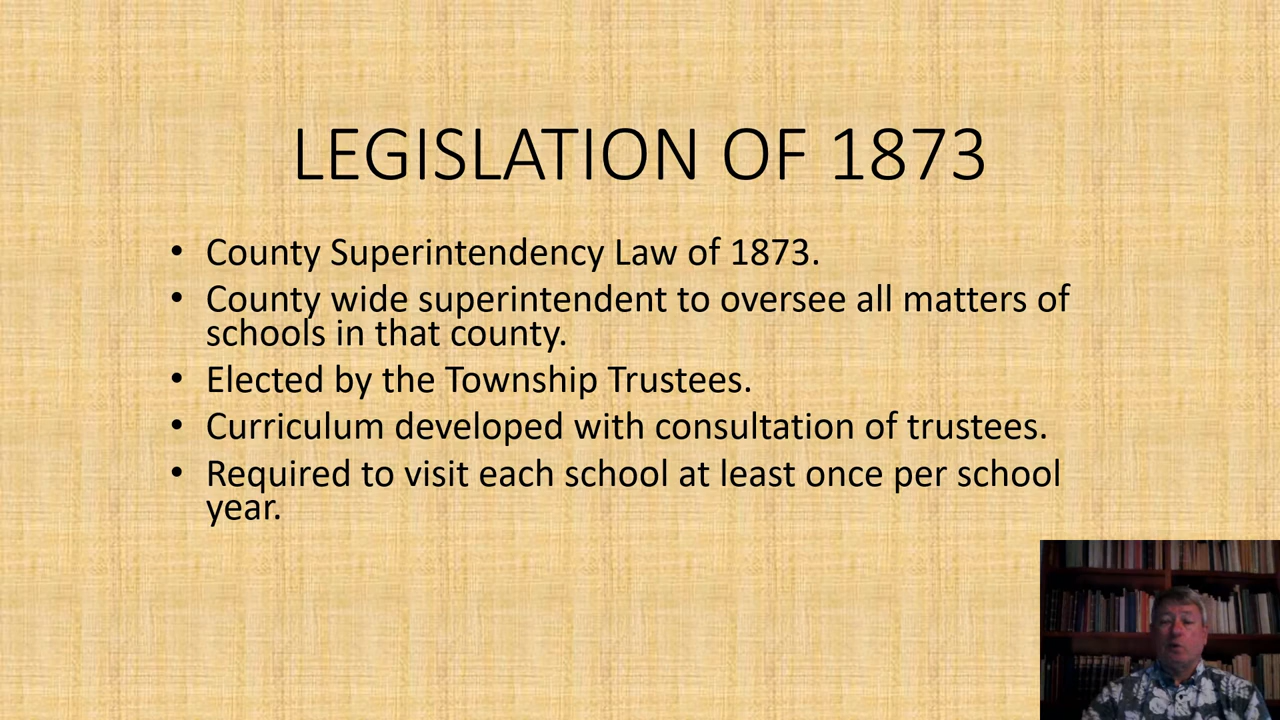 LEGISLATION OF 1873
• County Superintendency Law of 1873.
• County wide superintendent to oversee all matters of
schools in that county.
• Elected by the Township Trustees.
• Curriculum developed with consultation of trustees.
• Required to visit each school at least once per school
year.